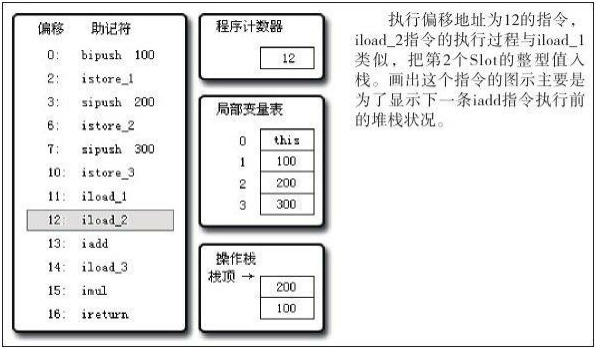 偏移 助记符
0: bipush 100
2: istore_1
3: sipush 200
6: istore_2
7: sipush 300
10: istore_3
11: iload_1
12: iload_2
13: iadd
14: iload_3
15: imul
16: ireturn
程序计数器
12
局部变量表
0 this
1 100
2 200
3 300
操作栈
栈顶 →
200
100
执行偏移地址为12的指令，
iload_2指令的执行过程与iload_1
类似，把第2个Slot的整型值入
栈。画出这个指令的图示主要是
为了显示下一条iadd指令执行前
的堆栈状况。